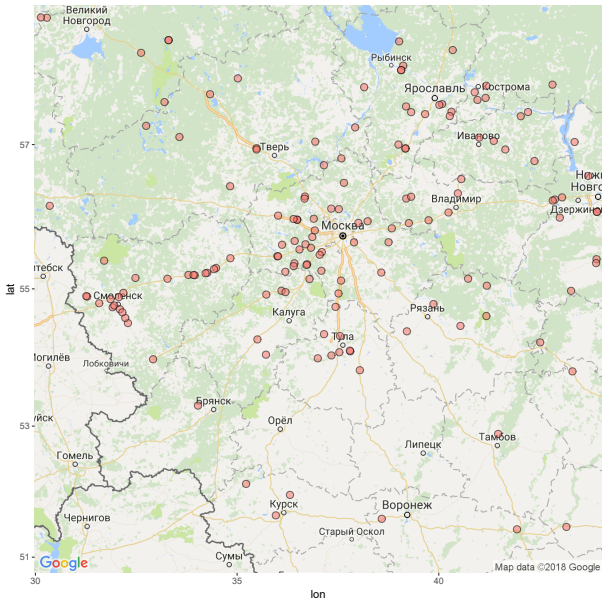 Великий
Новгород
Рыбинск
Ярославль
Кострома
57
Тверь
Иваново
Нижн
Новгор
Владимир
Дзержинск
Москва
итебск
lat
55
Смоленск
Рязань
Калуга
Тула
Могилёв
Лобковичи
Брянск
53
Орёл
Тамбов
Липецк
Гомель
Курск
Воронеж
Чернигов
Старый Оскол
51
Сумы
Google
Map data ©2018 Google
30
35
40
lon